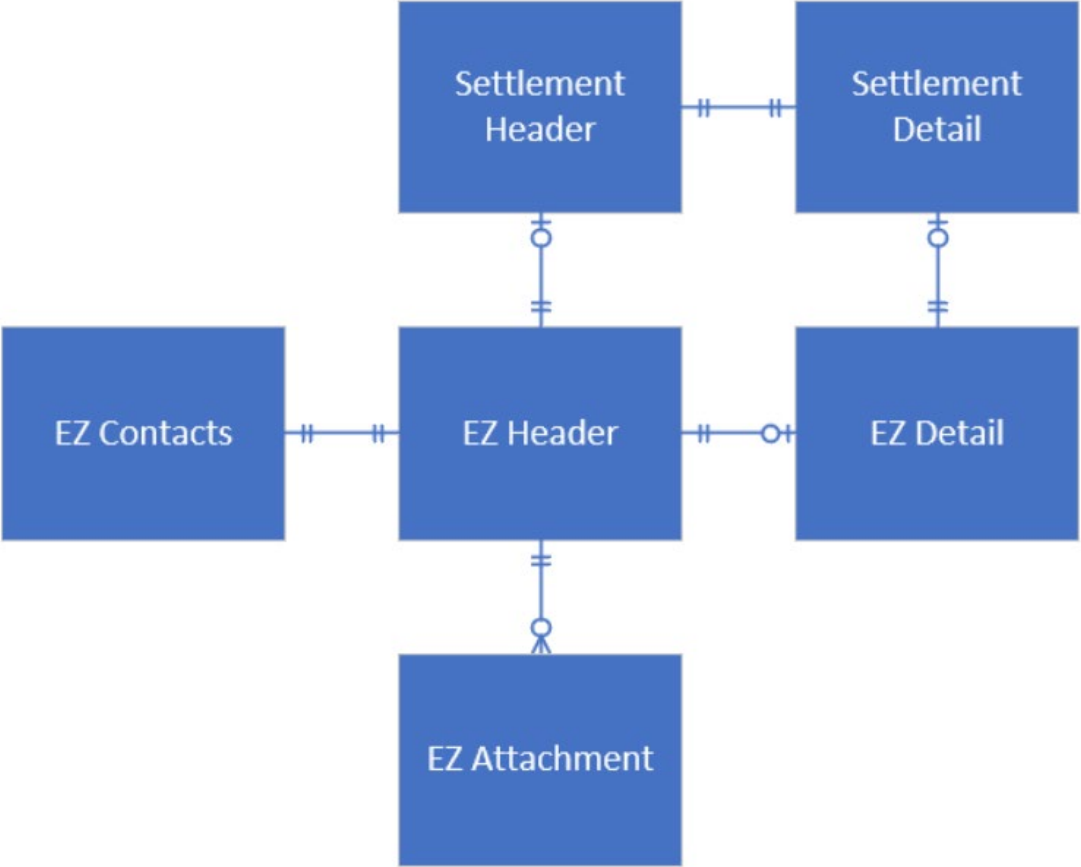 Settlement
Header
Settlement
Detail
EZ Contacts
EZ Header
EZ Detail
EZ Attachment